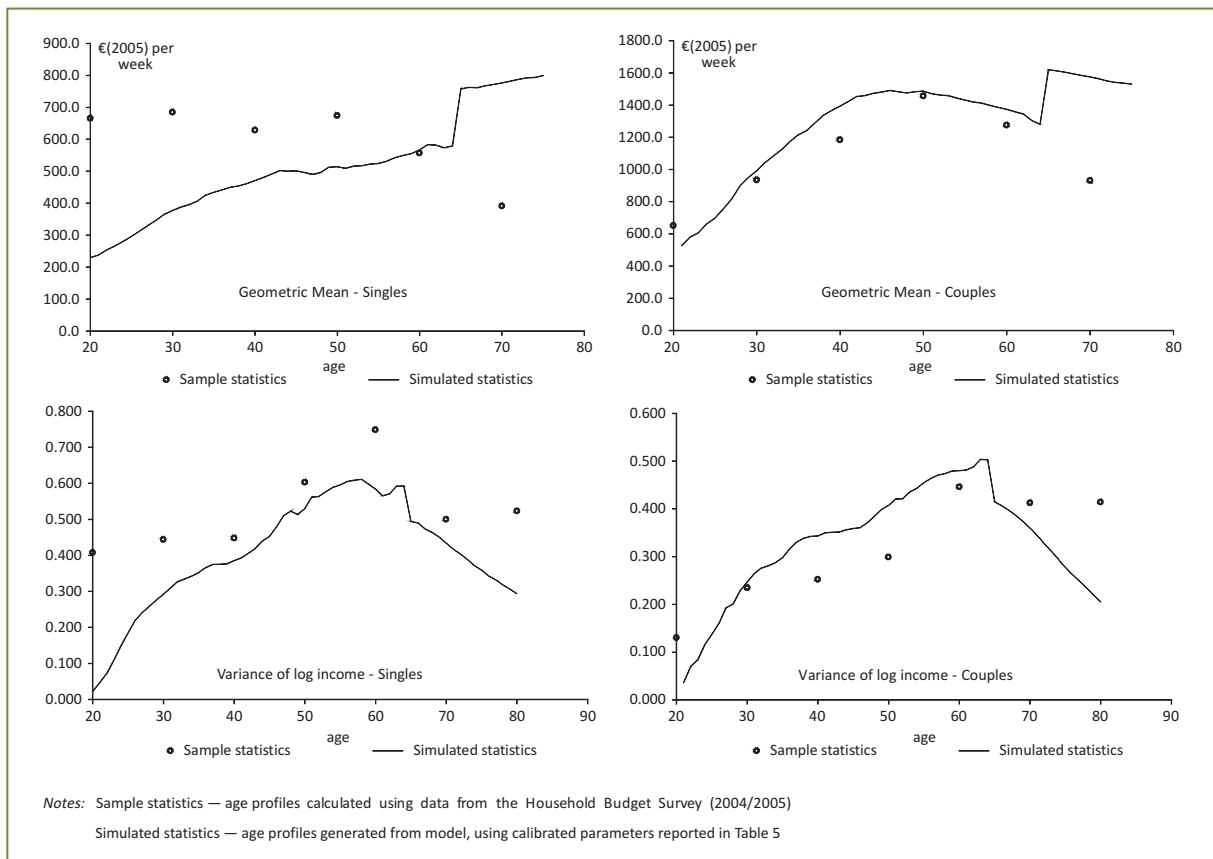 €(2005) per
week
900.0
800.0
700.0
600.0
500.0
400.0
300.0
200.0
100.0
0.0
20 30 40 50 60 70 80
age
Geometric Mean - Singles
Sample statistics Simulated statistics
€(2005) per
week
1800.0
1600.0
1400.0
1200.0
1000.0
800.0
600.0
400.0
200.0
0.0
20 30 40 50 60 70 80
age
Geometric Mean - Couples
Sample statistics Simulated statistics
0.800
0.700
0.600
0.500
0.400
0.300
0.200
0.100
0.000
20 30 40 50 60 70 80 90
age
Variance of log income - Singles
Sample statistics Simulated statistics
0.600
0.500
0.400
0.300
0.200
0.100
0.000
20 30 40 50 60 70 80 90
age
Variance of log income - Couples
Sample statistics Simulated statistics
Notes: Sample statistics — age profiles calculated using data from the Household Budget Survey (2004/2005)
Simulated statistics — age profiles generated from model, using calibrated parameters reported in Table 5